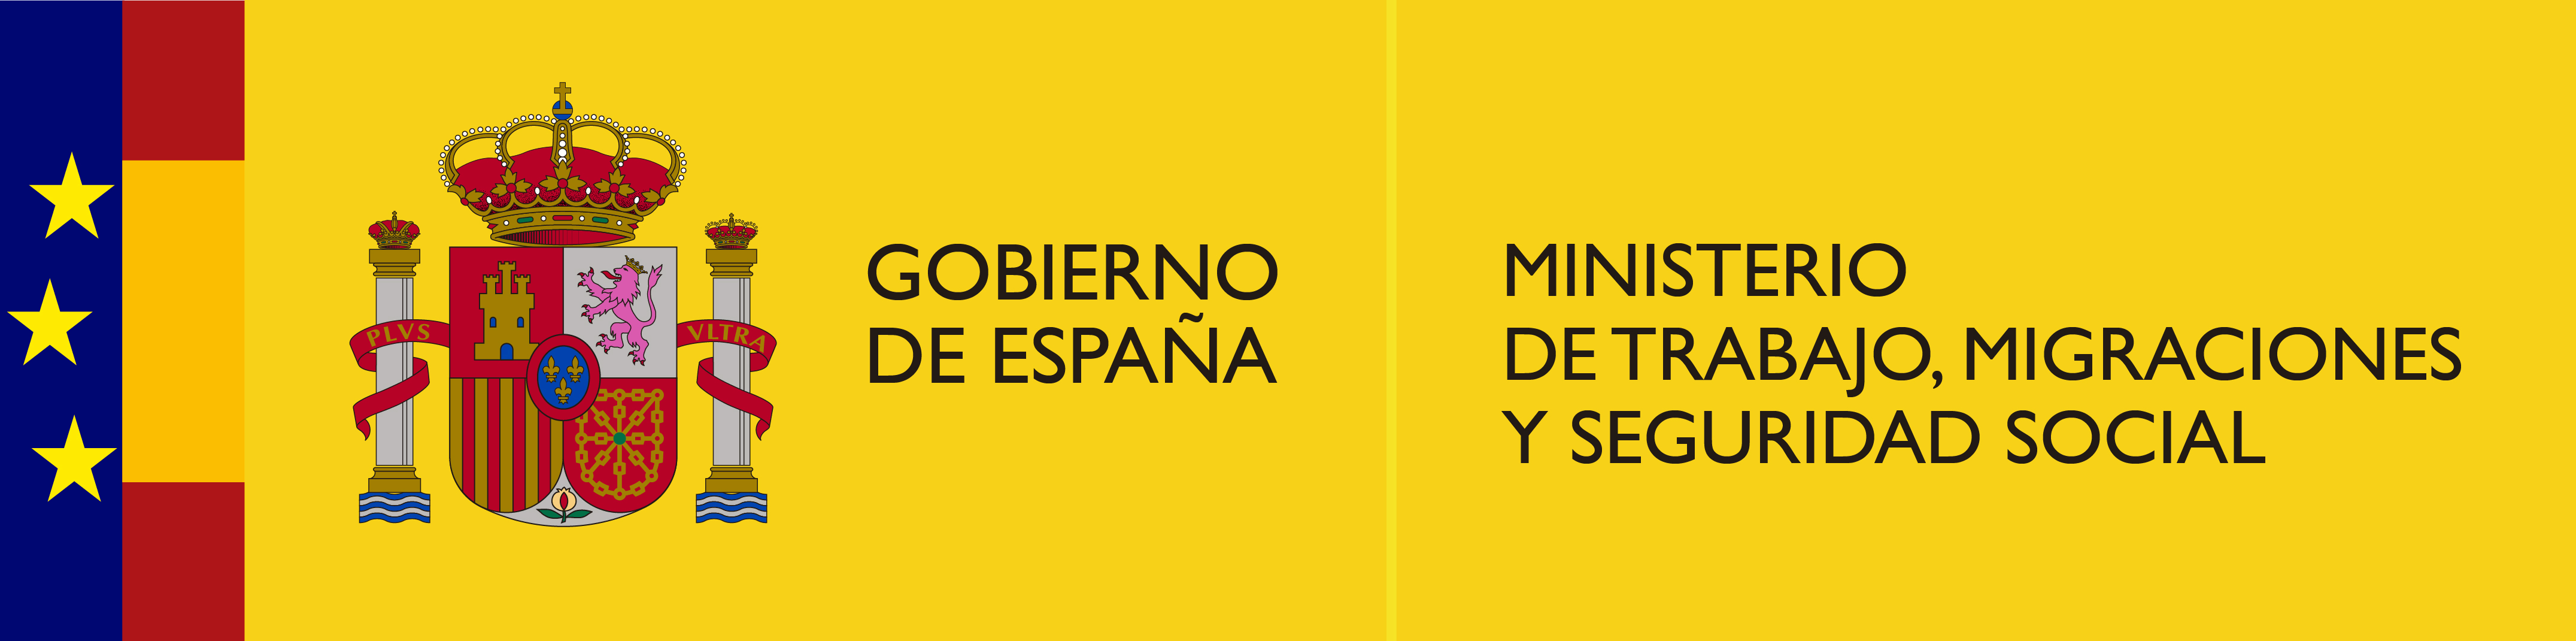 PLVS
VLTRA
GOBIERNO
DE ESPAÑA
MINISTERIO
DE TRABAJO, MIGRACIONES
Y SEGURIDAD SOCIAL